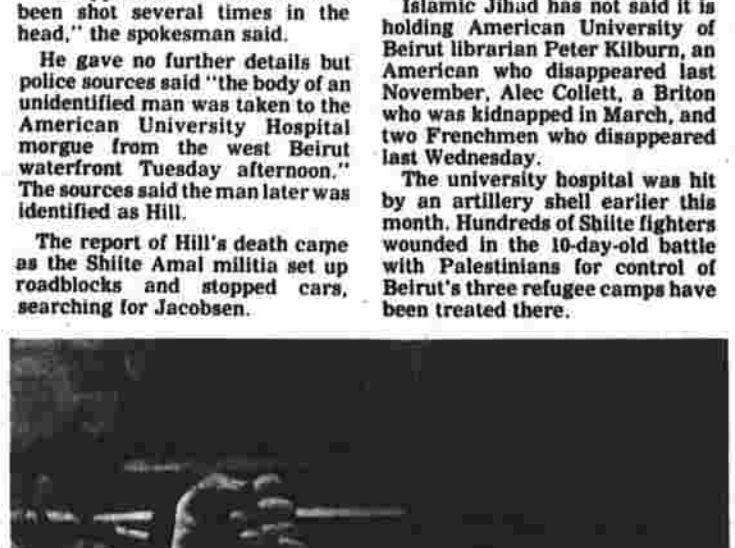 been shot several times in the
head," the spokesman said.
He gave no further details but
police sources said "the body of an
unidentified man was taken to the
American University Hospital
morgue from the west Beirut
waterfront Tuesday afternoon."
The sources said the man later was
identified as Hill.
The report of Hill's death came
as the Shiite Amal militia set up
roadblocks and stopped cars,
searching for Jacobsen.
Islamic Jihad has not said it is
holding American University of
Beirut librarian Peter Kilburn, an
American who disappeared last
November, Alec Collett, a Briton
who was kidnapped in March, and
two Frenchmen who disappeared
last Wednesday.
The university hospital was hit
by an artillery shell earlier this
month. Hundreds of Shiite fighters
wounded in the 10-day-old battle
with Palestinians for control of
Beirut's three refugee camps have
been treated there.